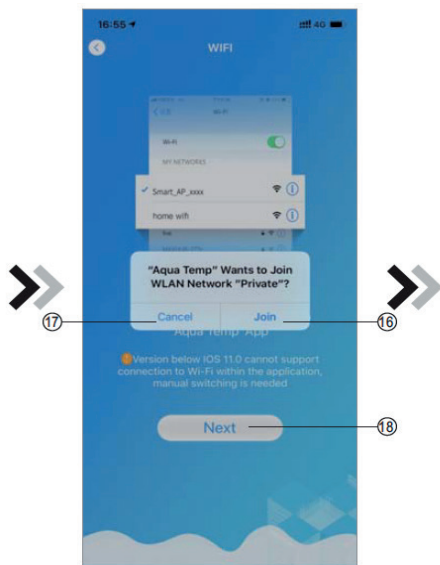 16:55
4G
WIFI
Wi-Fi
MY NETWORKS
Smart_AP_xxxx
home wifi
"Aqua Temp" Wants to Join
WLAN Network "Private"?
Cancel
Join
17
16
Aqua Temp App
Version below IOS 11.0 cannot support
connection to Wi-Fi within the application,
manual switching is needed
Next
18